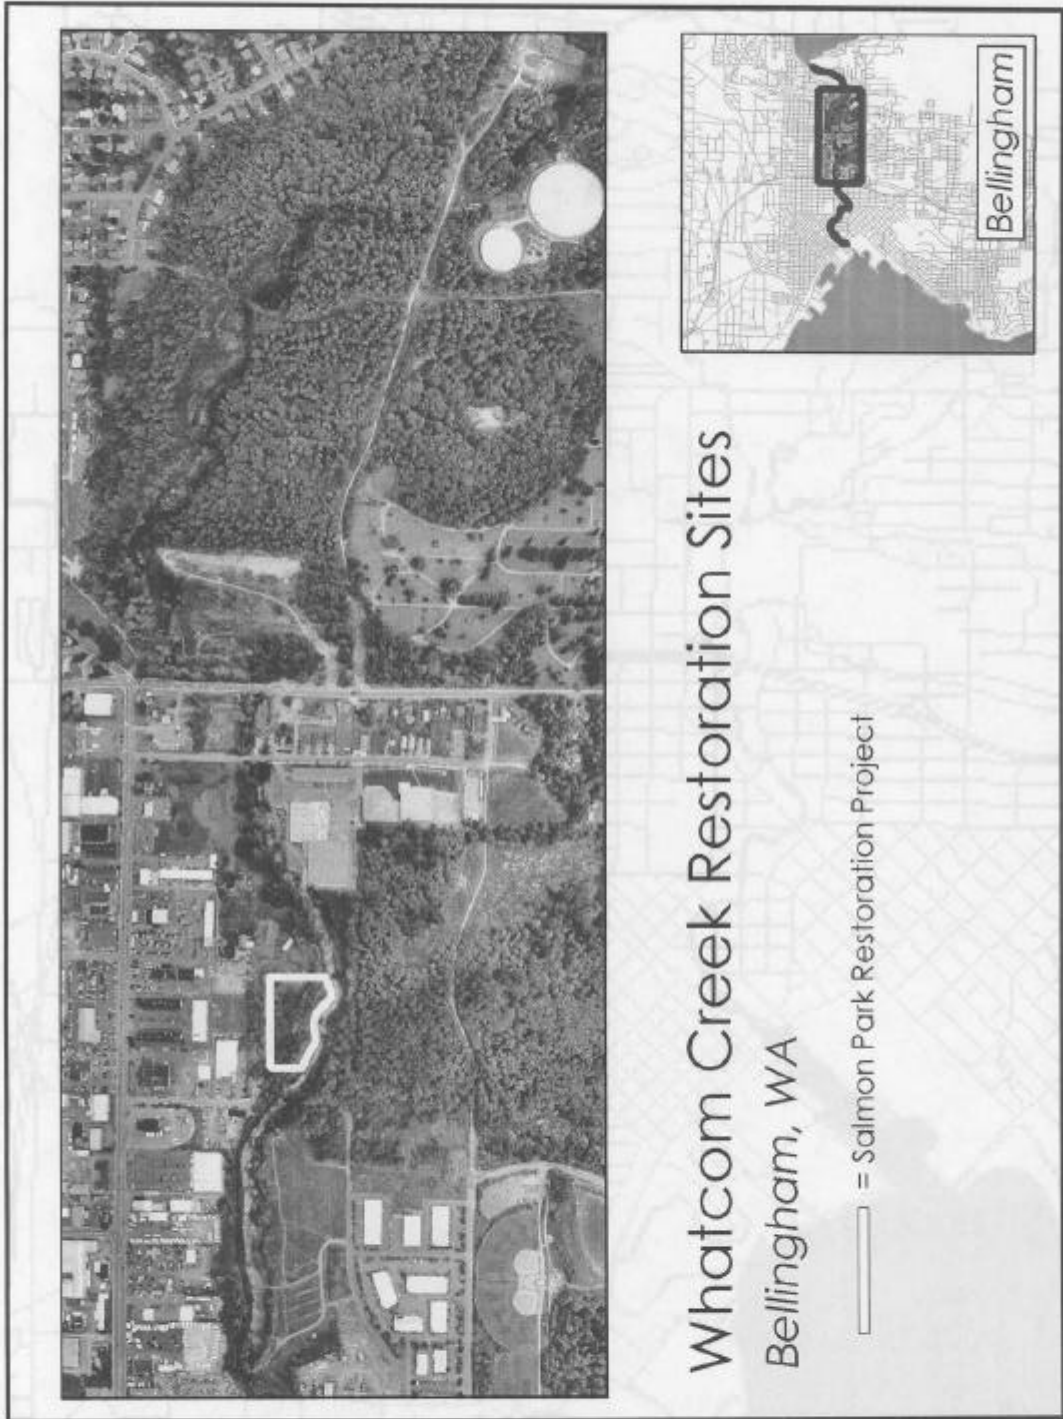 Whatcom Creek Restoration Sites
Bellingham, WA
= Salmon Park Restoration Project
Bellingham